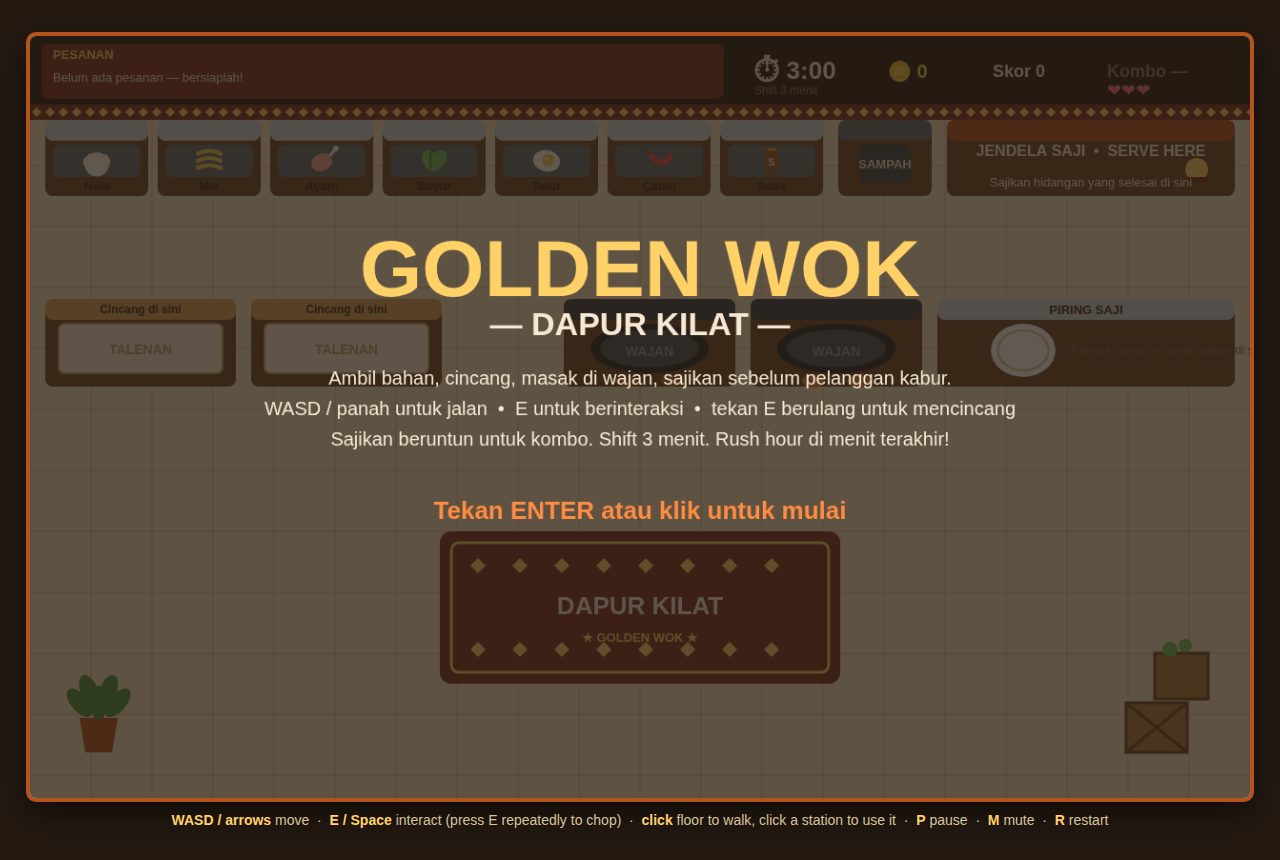 PESANAN
Belum ada pesanan — bersiaplah!
3:00
Shift 3 menit
0
Skor 0
Kombo —
Nasi
Mie
Ayam
Sayur
Telur
Cabai
Saus
S
SAMPAH
JENDELA SAJI • SERVE HERE
Sajikan hidangan yang selesai di sini
GOLDEN WOK
— DAPUR KILAT —
Cincang di sini
Cincang di sini
PIRING SAJI
TALENAN
TALENAN
WAJAN
WAJAN
Piring kosong — taruh bahan di s
Ambil bahan, cincang, masak di wajan, sajikan sebelum pelanggan kabur.
WASD / panah untuk jalan • E untuk berinteraksi • tekan E berulang untuk mencincang
Sajikan beruntun untuk kombo. Shift 3 menit. Rush hour di menit terakhir!
Tekan ENTER atau klik untuk mulai
DAPUR KILAT
★ GOLDEN WOK ★
WASD / arrows move · E / Space interact (press E repeatedly to chop) · click floor to walk, click a station to use it · P pause · M mute · R restart